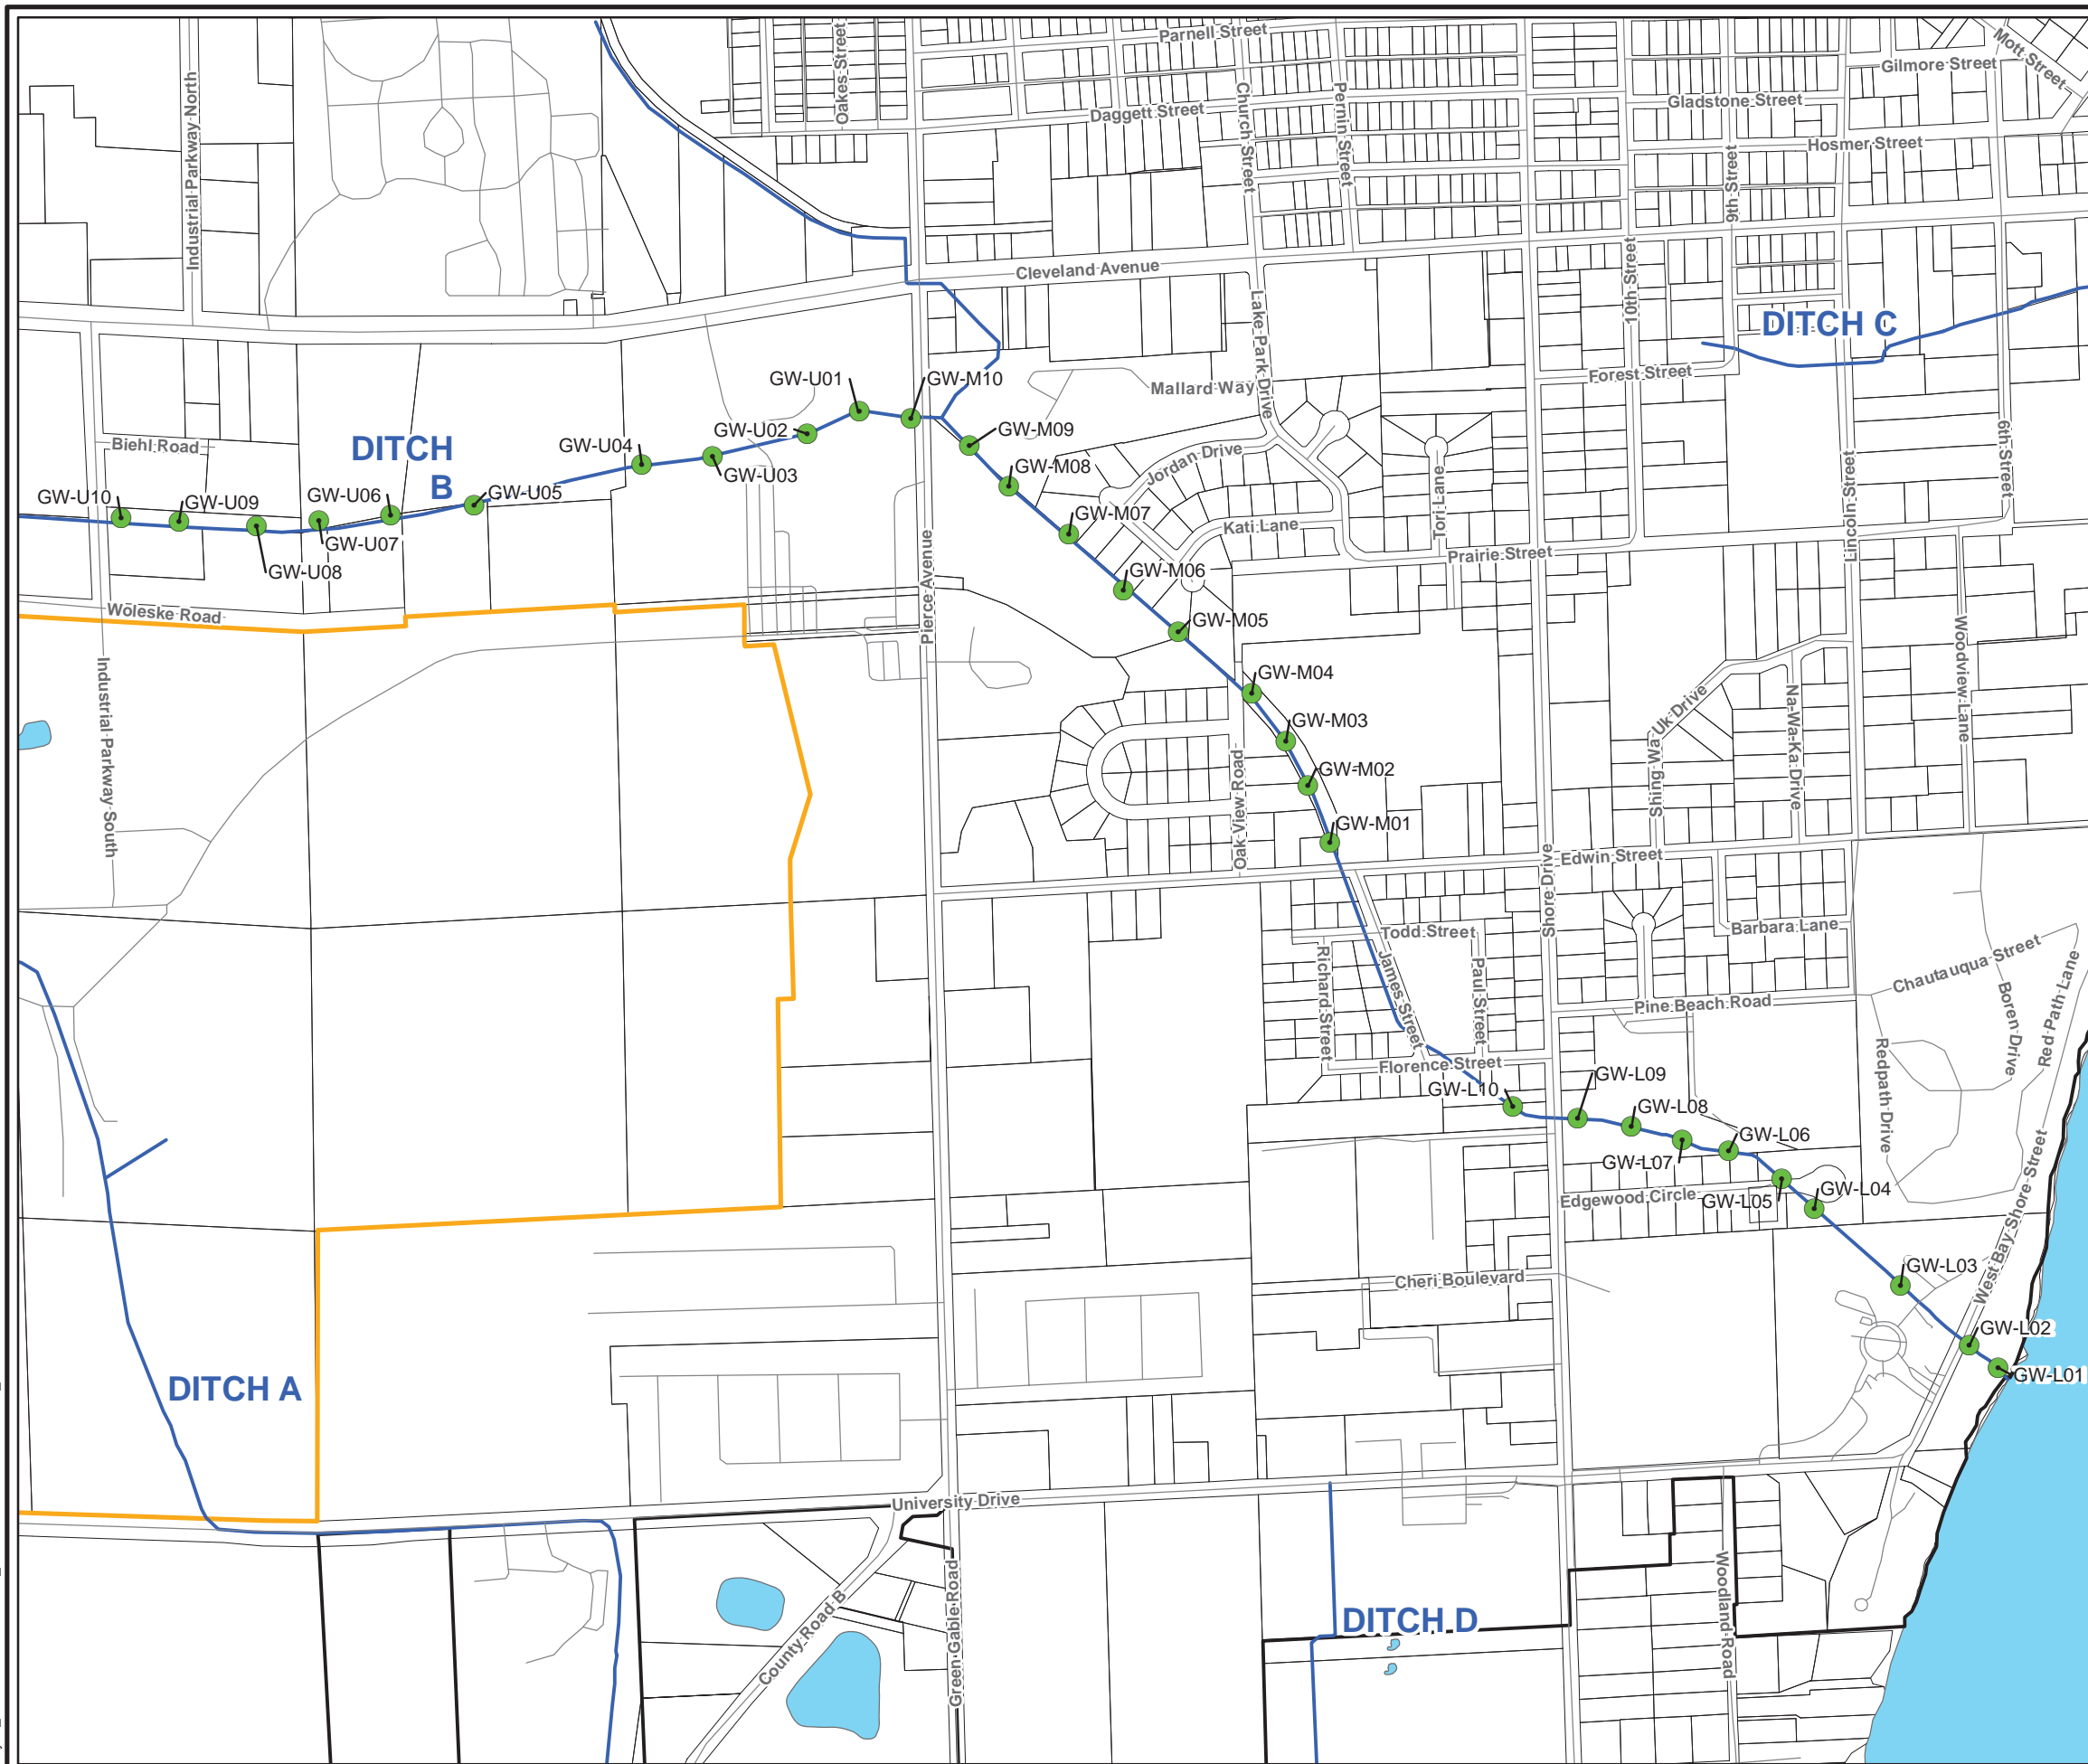 Parnell Street
Mott Street
Oakes Street
Gilmore Street
Industrial Parkway North
Daggett Street
Church Street
Pernin Street
Gladstone Street
Hosmer Street
9th Street
10th Street
Cleveland Avenue
Lake Park Drive
DITCH C
Forest Street
Mallard Way
GW-U01
GW-M10
GW-U02
GW-M09
Biehl Road
DITCH
B
GW-U04
GW-U03
GW-M08
Jordan Drive
Tori Lane
Lincoln Street
6th Street
GW-U10
GW-U09
GW-U06
GW-U05
GW-U07
GW-U08
GW-M07
Kati Lane
Prairie Street
GW-M06
Pierce Avenue
Woleske Road
GW-M05
Industrial Parkway South
GW-M04
GW-M03
GW-M02
GW-M01
Oak View Road
Shing Wa Uk Drive
Na-Wa-Ka Drive
Woodview Lane
Edwin Street
Shore Drive
Barbara Lane
Todd Street
James Street
Paul Street
Richard Street
Chautauqua Street
Boren Drive
Red Path Lane
Pine Beach Road
Redpath Drive
Florence Street
GW-L10
GW-L09
GW-L08
GW-L07
GW-L06
GW-L05
GW-L04
Edgewood Circle
West Bay Shore Street
GW-L03
Cheri Boulevard
GW-L02
GW-L01
DITCH A
University Drive
County Road B
Green Gable Road
DITCH D
Woodland Road